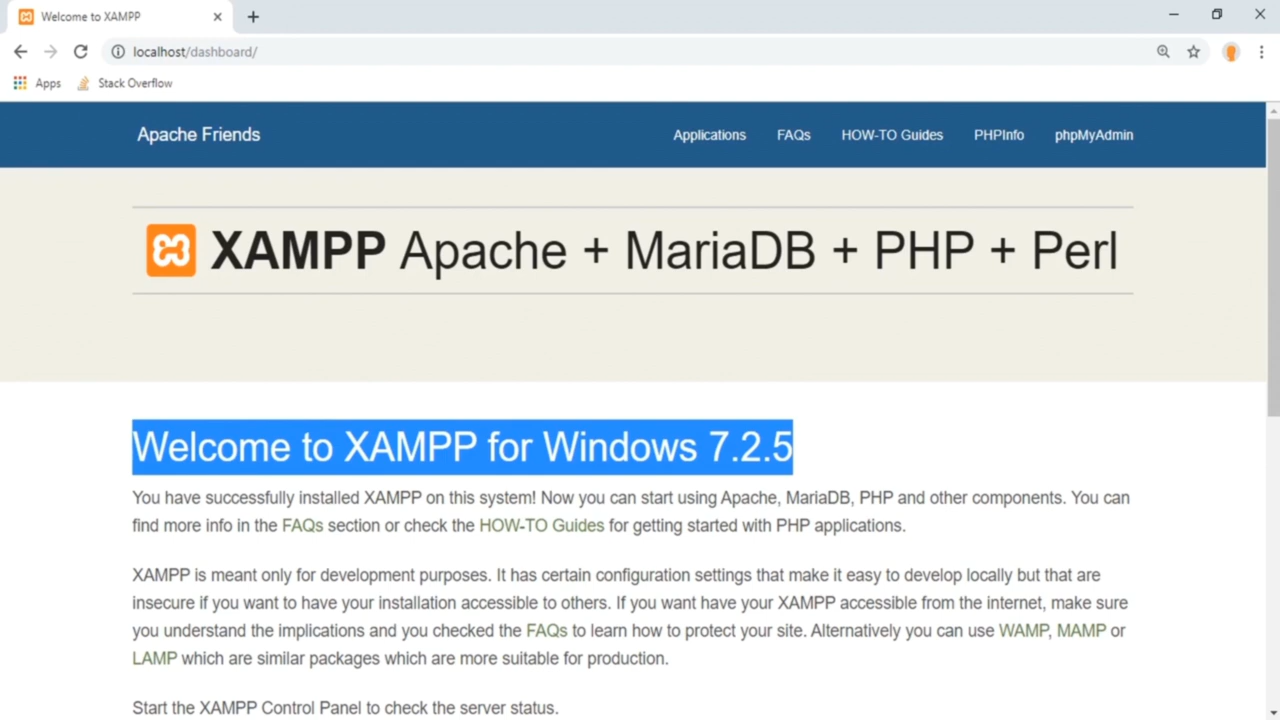 Welcome to XAMPP
localhost/dashboard/
Apps Stack Overflow
Apache Friends Applications FAQs HOW-TO Guides PHPInfo phpMyAdmin
XAMPP Apache + MariaDB + PHP + Perl
Welcome to XAMPP for Windows 7.2.5
You have successfully installed XAMPP on this system! Now you can start using Apache, MariaDB, PHP and other components. You can
find more info in the FAQs section or check the HOW-TO Guides for getting started with PHP applications.
XAMPP is meant only for development purposes. It has certain configuration settings that make it easy to develop locally but that are
insecure if you want to have your installation accessible to others. If you want have your XAMPP accessible from the internet, make sure
you understand the implications and you checked the FAQs to learn how to protect your site. Alternatively you can use WAMP, MAMP or
LAMP which are similar packages which are more suitable for production.
Start the XAMPP Control Panel to check the server status.